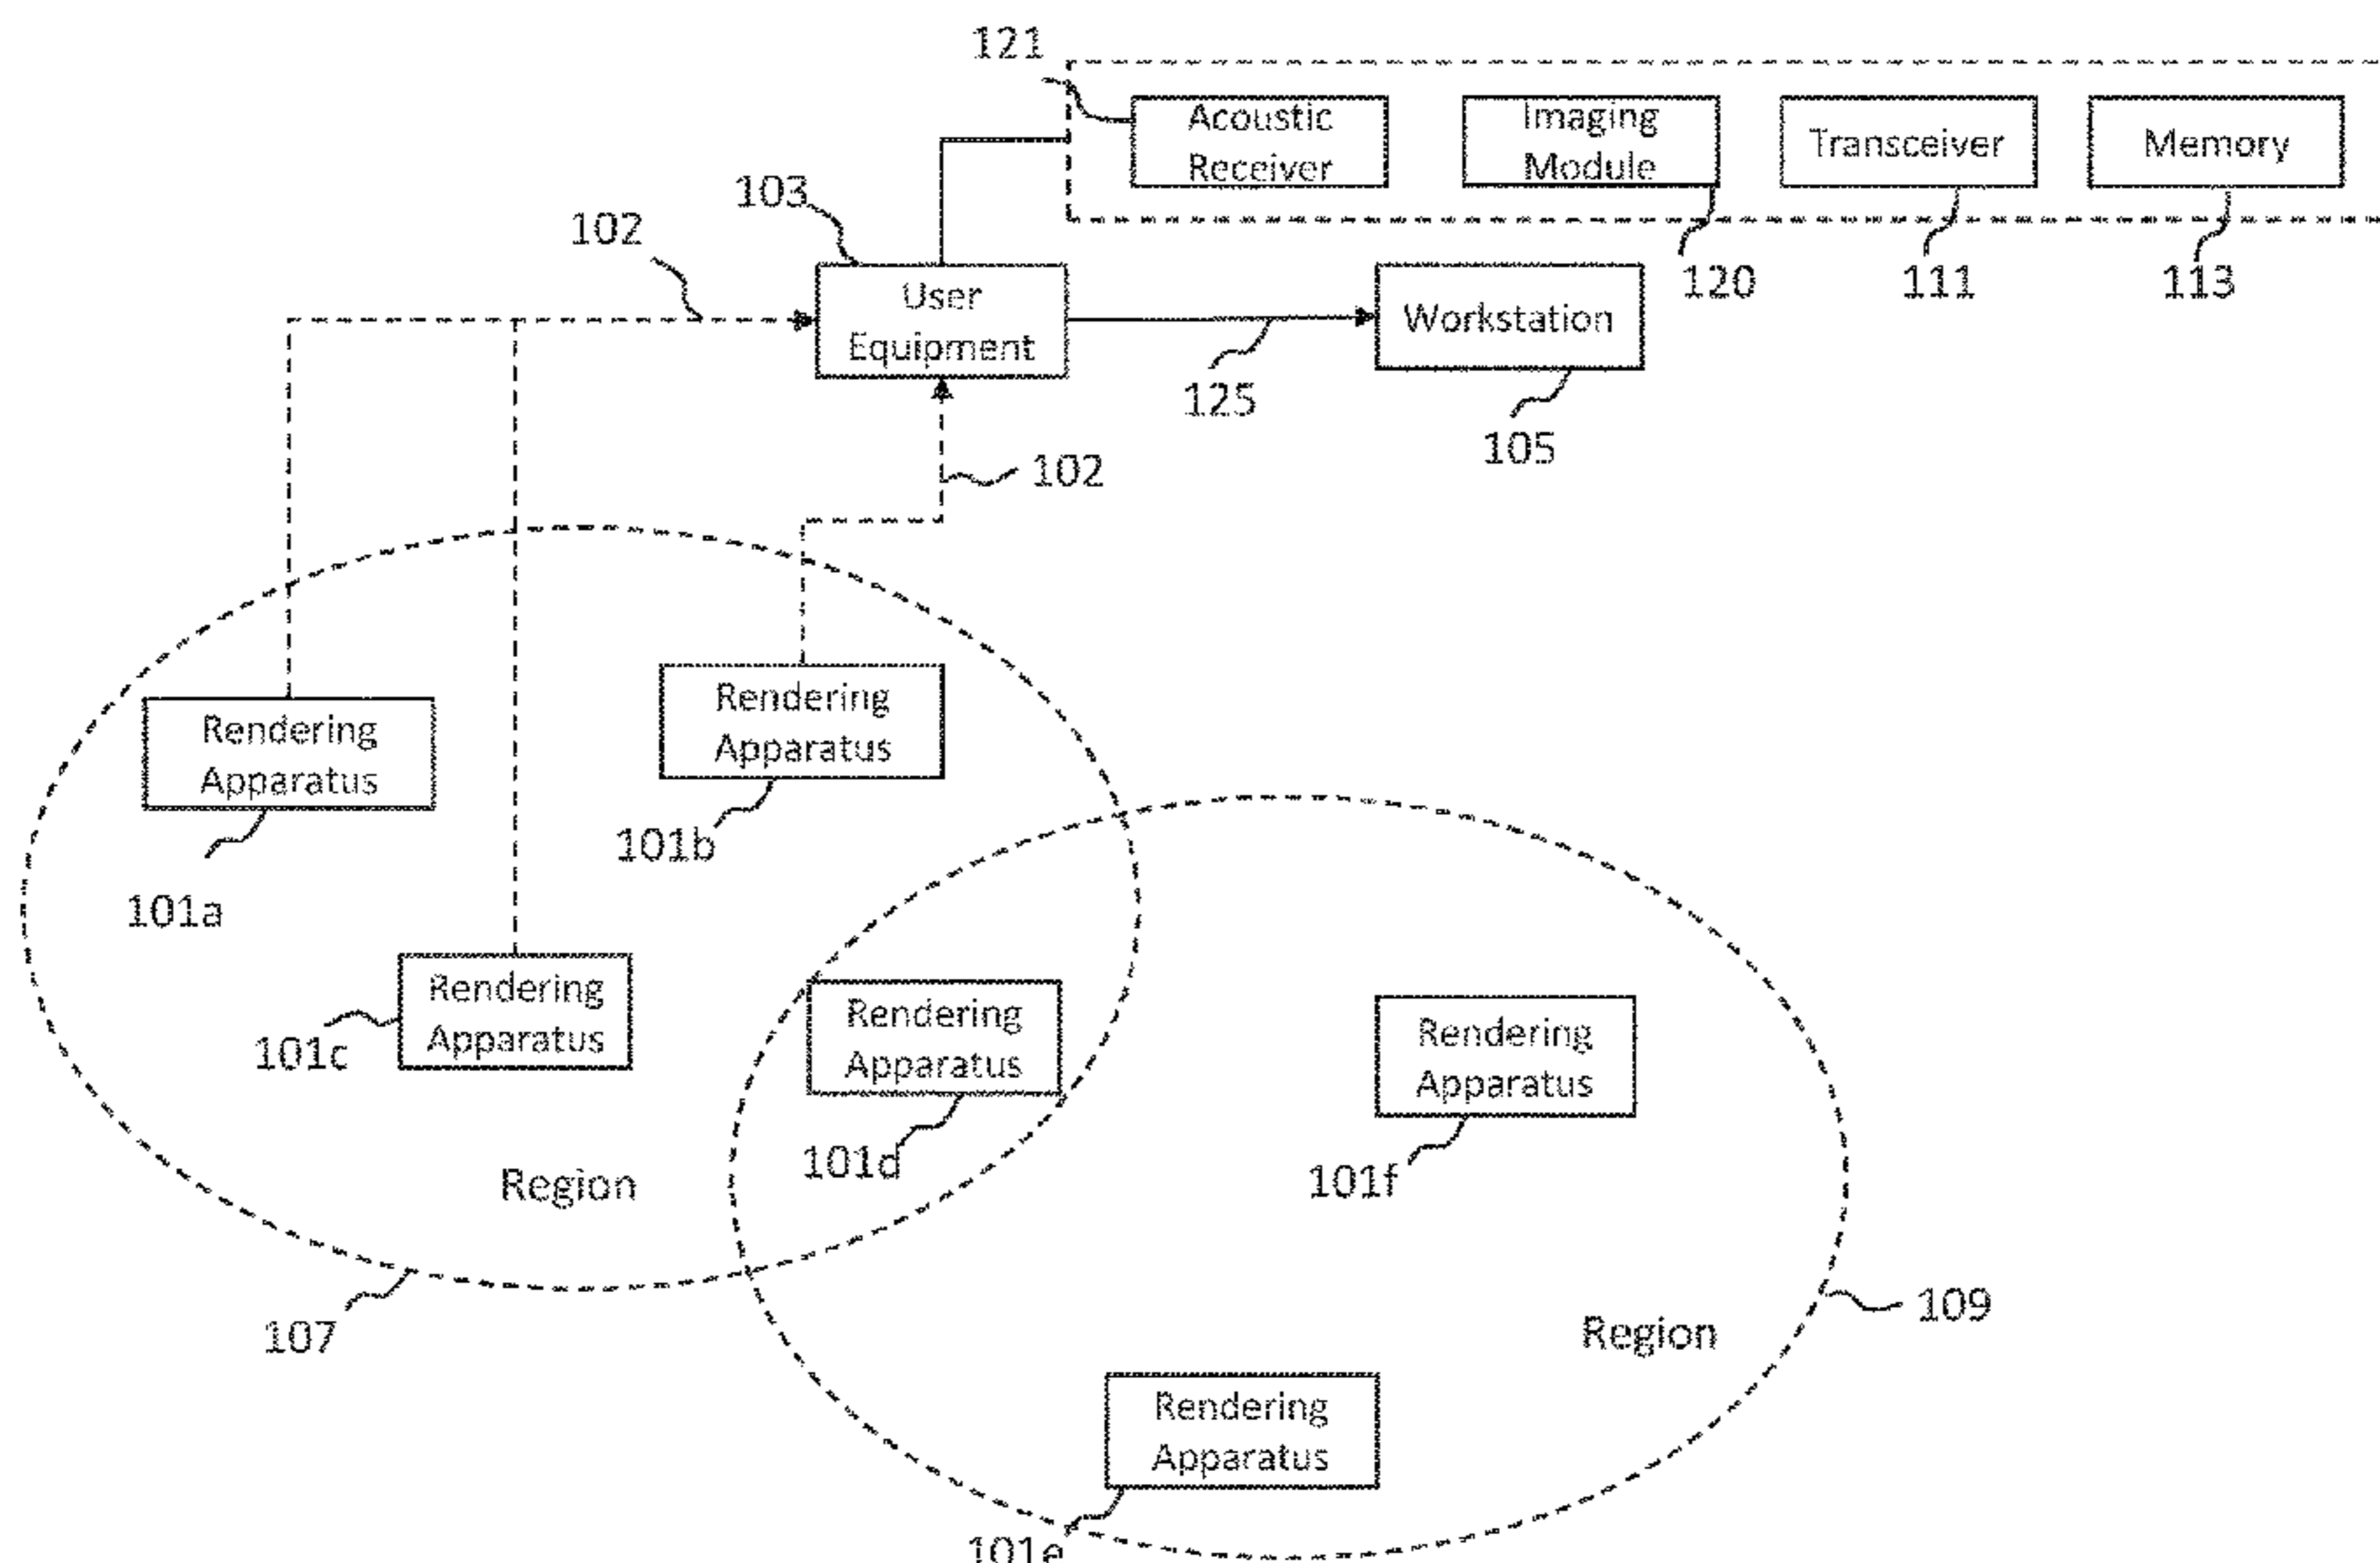 121
Acoustic
Receiver
Imaging
Module
Transceiver
Memory
103
102
User
Equipment
Workstation
120
111
113
125
105
102
Rendering
Apparatus
101a
Rendering
Apparatus
101b
Rendering
Apparatus
101c
Rendering
Apparatus
101d
Rendering
Apparatus
101f
Region
107
109
Region
Rendering
Apparatus
101e